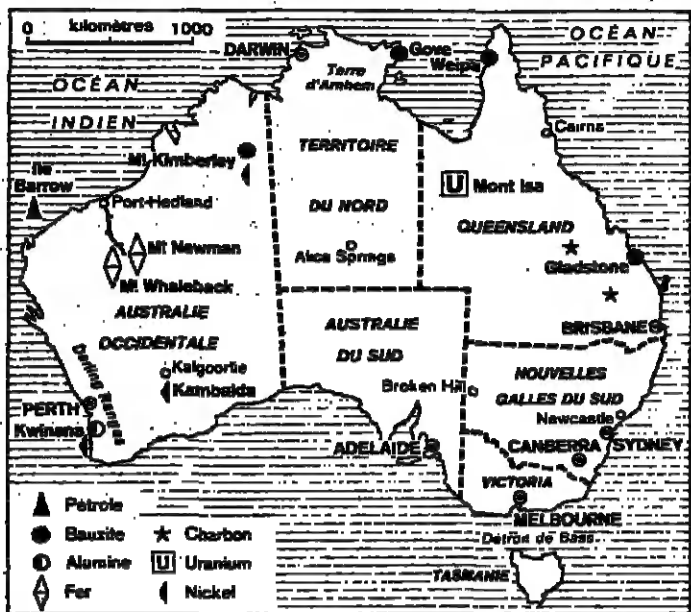 0 kilomètres 1000
OCÉAN
PACIFIQUE
OCÉAN
INDIEN
DARWIN
Gove
Weipa
Terre
d'Arnhem
Cairns
Mt Kimberley
TERRITOIRE
DU NORD
Ile
Barrow
Port-Hedland
U Mont Isa
QUEENSLAND
Mt Newman
Alice Springs
Gladstone
Mt Whaleback
AUSTRALIE
OCCIDENTALE
AUSTRALIE
DU SUD
BRISBANE
Darling Ranges
Kalgoorlie
Kambalda
Broken Hill
NOUVELLES
GALLES DU SUD
Newcastle
PERTH
Kwinana
ADELAIDE
CANBERRA
SYDNEY
VICTORIA
MELBOURNE
Détroit de Bass
TASMANIE
Pétrole
Bauxite
Charbon
Alumine
U Uranium
Fer
Nickel